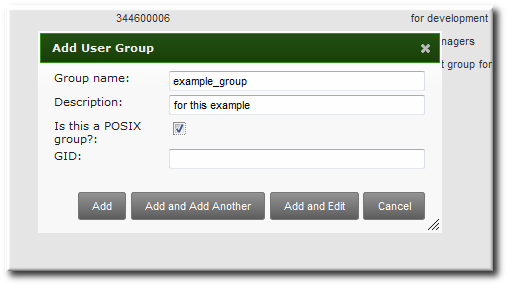 344600006 for development
Add User Group
nagers
Group name: example_group
t group for
Description: for this example
Is this a POSIX
group?:
GID:
Add Add and Add Another Add and Edit Cancel